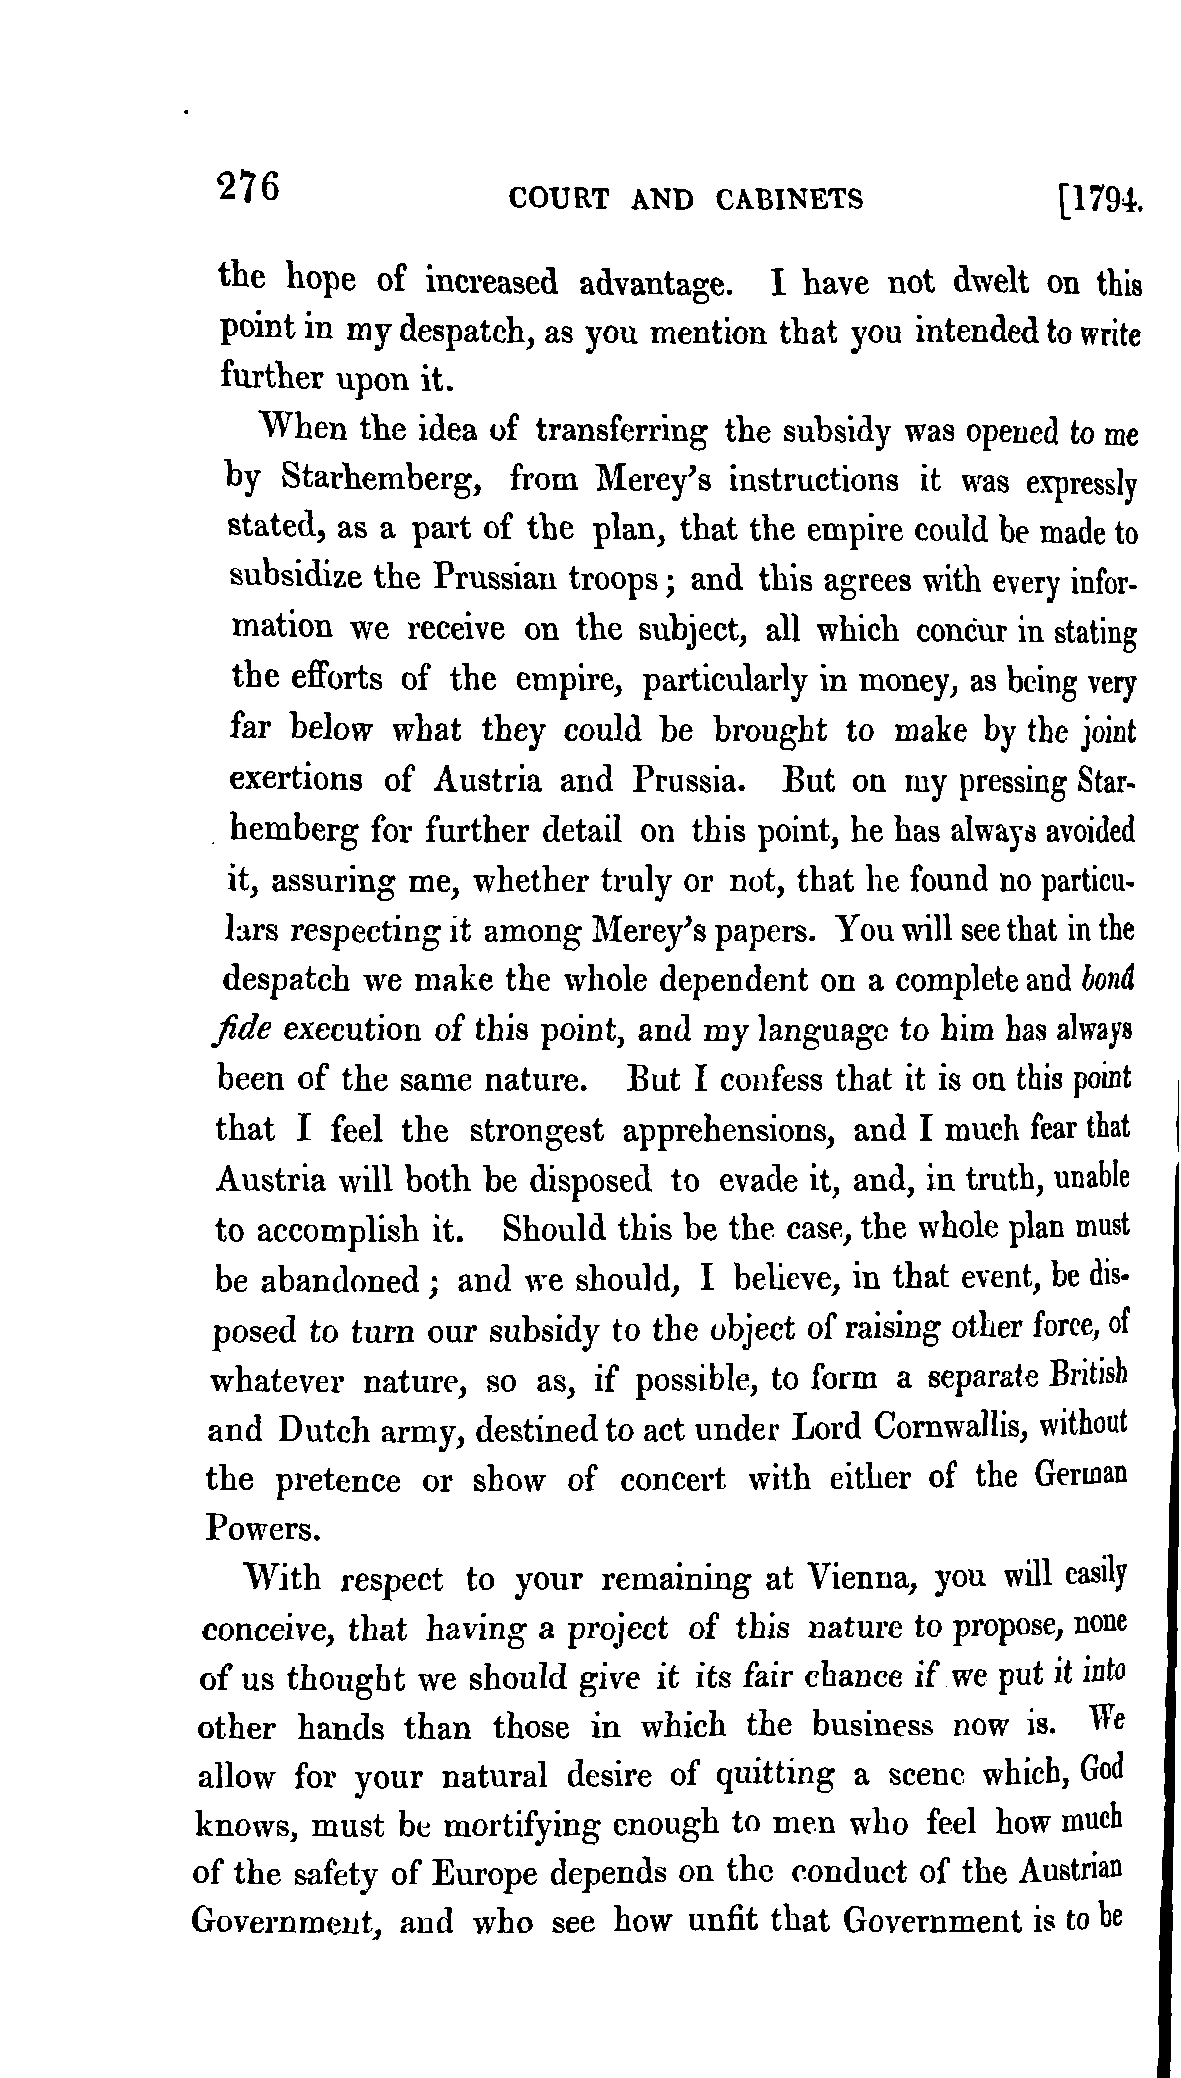 276 COURT AND CABINETS [1794.
the hope of increased advantage. I have not dwelt on this
point in my despatch, as you mention that you intended to write
further upon it.
When the idea of transferring the subsidy was opened to me
by Starhemberg, from Merey's instructions it was expressly
stated, as a part of the plan, that the empire could be made to
subsidize the Prussian troops; and this agrees with every infor-
mation we receive on the subject, all which concur in stating
the efforts of the empire, particularly in money, as being very
far below what they could be brought to make by the joint
exertions of Austria and Prussia. But on my pressing Star-
hemberg for further detail on this point, he has always avoided
it, assuring me, whether truly or not, that he found no particu-
lars respecting it among Merey's papers. You will see that in the
despatch we make the whole dependent on a complete and bonâ
fide execution of this point, and my language to him has always
been of the same nature. But I confess that it is on this point
that I feel the strongest apprehensions, and I much fear that
Austria will both be disposed to evade it, and, in truth, unable
to accomplish it. Should this be the case, the whole plan must
be abandoned; and we should, I believe, in that event, be dis-
posed to turn our subsidy to the object of raising other force, of
whatever nature, so as, if possible, to form a separate British
and Dutch army, destined to act under Lord Cornwallis, without
the pretence or show of concert with either of the German
Powers.
With respect to your remaining at Vienna, you will easily
conceive, that having a project of this nature to propose, none
of us thought we should give it its fair chance if we put it into
other hands than those in which the business now is. We
allow for your natural desire of quitting a scene which, God
knows, must be mortifying enough to men who feel how much
of the safety of Europe depends on the conduct of the Austrian
Government, and who see how unfit that Government is to be